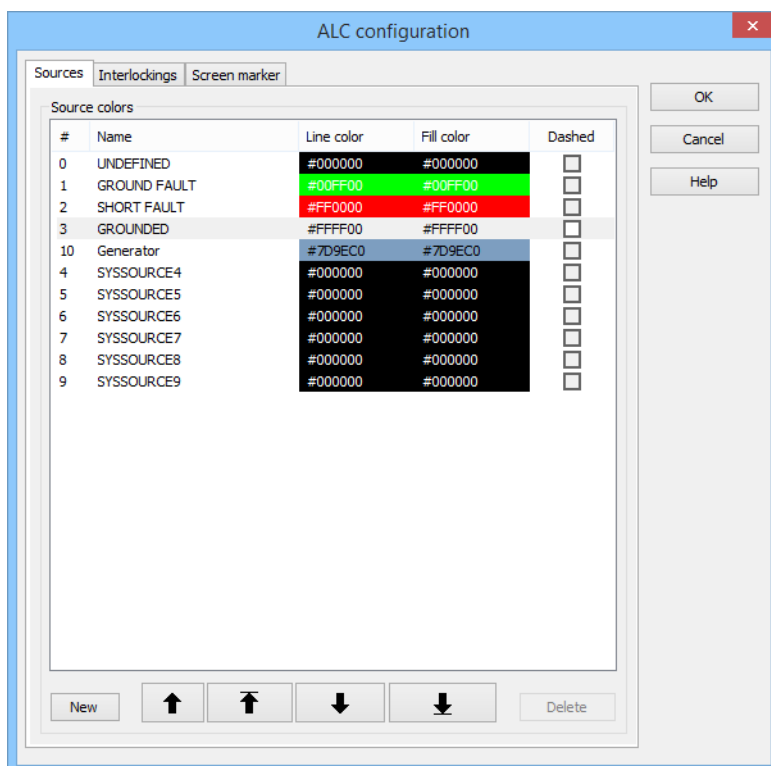 ALC configuration
Sources Interlockings Screen marker
OK
Source colors
# Name Line color Fill color Dashed
Cancel
0 UNDEFINED #000000 #000000
1 GROUND FAULT #00FF00 #00FF00
Help
2 SHORT FAULT #FF0000 #FF0000
3 GROUNDED #FFFF00 #FFFF00
10 Generator #7D9EC0 #7D9EC0
4 SYSSOURCE4 #000000 #000000
5 SYSSOURCE5 #000000 #000000
6 SYSSOURCE6 #000000 #000000
7 SYSSOURCE7 #000000 #000000
8 SYSSOURCE8 #000000 #000000
9 SYSSOURCE9 #000000 #000000
New Delete